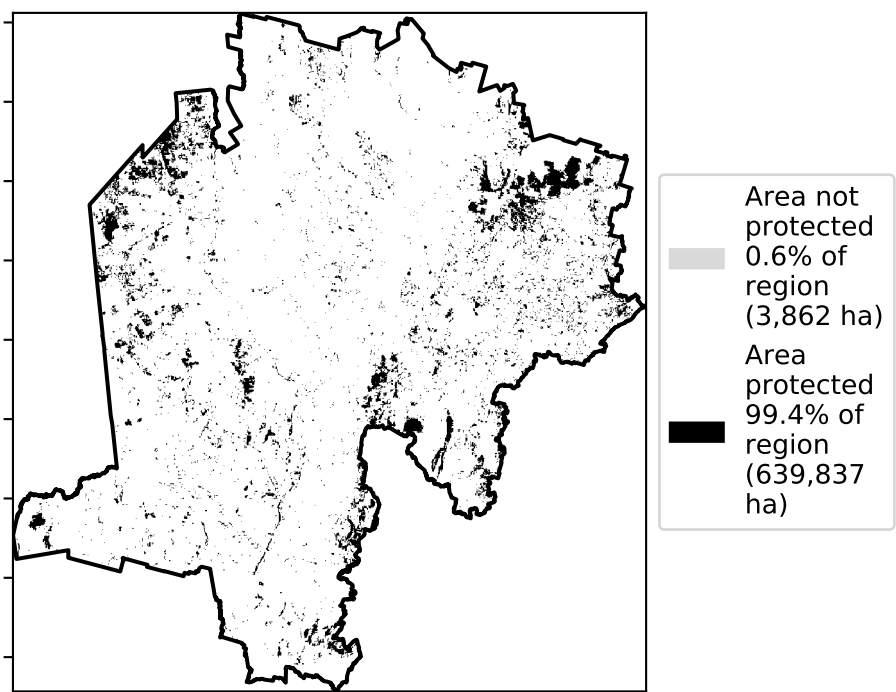 Area not
protected
0.6% of
region
(3,862 ha)
Area
protected
99.4% of
region
(639,837
ha)